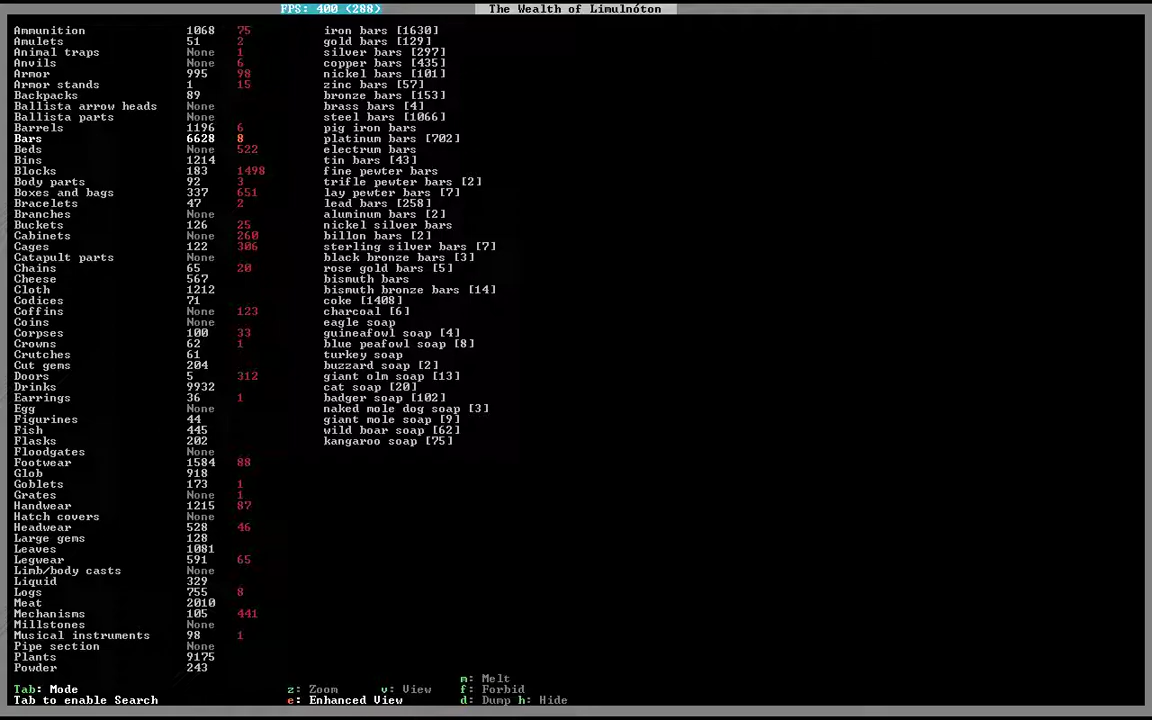 FPS: 400 (288) The Wealth of Limulnóton
Ammunition 1068 75 iron bars [1630]
Amulets 51 2 gold bars [129]
Animal traps None 1 silver bars [297]
Anvils None 6 copper bars [435]
Armor 995 98 nickel bars [101]
Armor stands 1 15 zinc bars [57]
Backpacks 89 bronze bars [153]
Ballista arrow heads None brass bars [4]
Ballista parts None steel bars [1066]
Barrels 1196 6 pig iron bars
Bars 6628 8 platinum bars [702]
Beds None 522 electrum bars
Bins 1214 tin bars [43]
Blocks 183 1498 fine pewter bars
Body parts 92 3 trifle pewter bars [2]
Boxes and bags 337 651 lay pewter bars [7]
Bracelets 47 2 lead bars [258]
Branches None aluminum bars [2]
Buckets 126 25 nickel silver bars
Cabinets None 260 billon bars [2]
Cages 122 306 sterling silver bars [7]
Catapult parts None black bronze bars [3]
Chains 65 20 rose gold bars [5]
Cheese 567 bismuth bars
Cloth 1212 bismuth bronze bars [14]
Codices 71 coke [1408]
Coffins None 123 charcoal [6]
Coins None eagle soap
Corpses 100 33 guineafowl soap [4]
Crowns 62 1 blue peafowl soap [8]
Crutches 61 turkey soap
Cut gems 204 buzzard soap [2]
Doors 5 312 giant olm soap [13]
Drinks 9932 cat soap [20]
Earrings 36 1 badger soap [102]
Egg None naked mole dog soap [3]
Figurines 44 giant mole soap [9]
Fish 445 wild boar soap [62]
Flasks 202 kangaroo soap [75]
Floodgates None
Footwear 1584 88
Glob 918
Goblets 173 1
Grates None 1
Handwear 1215 87
Hatch covers None
Headwear 528 46
Large gems 128
Leaves 1081
Legwear 591 65
Limb/body casts None
Liquid 329
Logs 755 8
Meat 2010
Mechanisms 105 441
Millstones None
Musical instruments 98 1
Pipe section None
Plants 9175
Powder 243
m: Melt
Tab: Mode z: Zoom v: View f: Forbid
Tab to enable Search e: Enhanced View d: Dump h: Hide